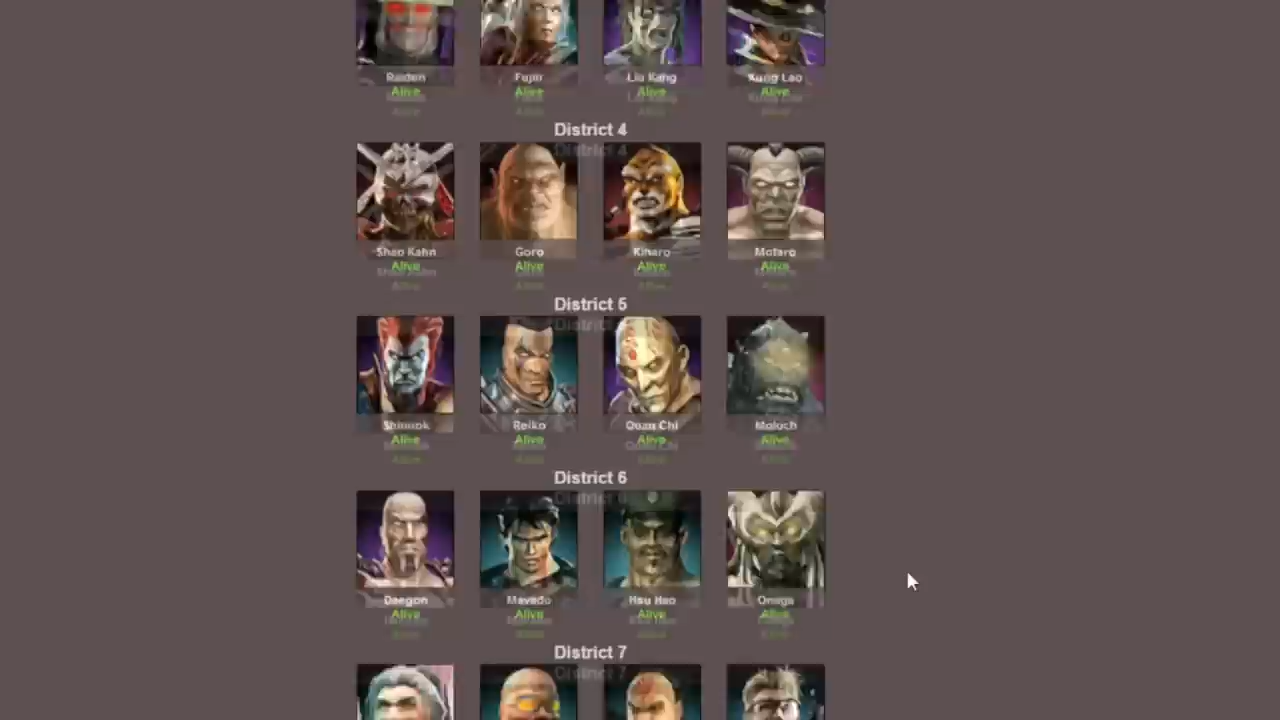 Raiden Fujin Liu Kang Kung Lao
Alive Alive Alive Alive
District 4
Shao Kahn Goro Kintaro Motaro
Alive Alive Alive Alive
District 5
Shinnok Reiko Quan Chi Moloch
Alive Alive Alive Alive
District 6
Daegon Mavado Hsu Hao Onaga
Alive Alive Alive Alive
District 7